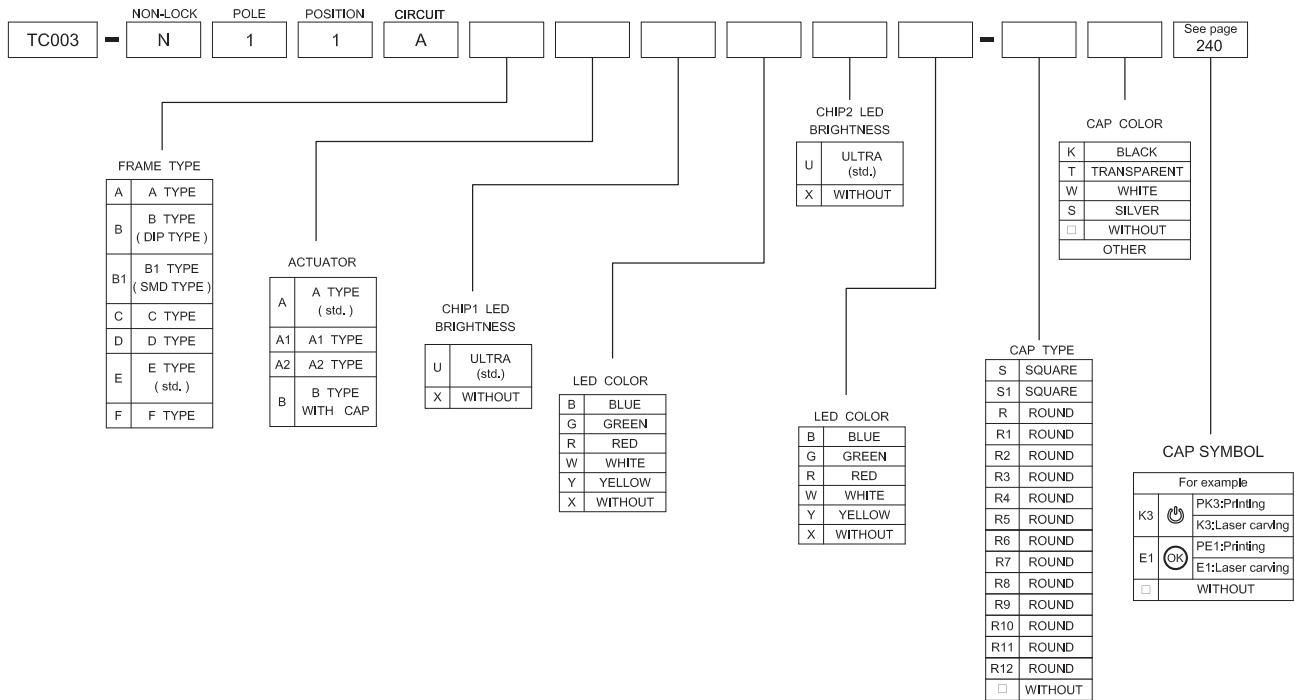 NON-LOCK POLE POSITION CIRCUIT
TC003 - N 1 1 A - See page
240
FRAME TYPE
A A TYPE
B B TYPE
( DIP TYPE )
B1 B1 TYPE
( SMD TYPE )
C C TYPE
D D TYPE
E E TYPE
( std. )
F F TYPE
ACTUATOR
A A TYPE
( std. )
A1 A1 TYPE
A2 A2 TYPE
B B TYPE
WITH CAP
CHIP1 LED
BRIGHTNESS
U ULTRA
(std.)
X WITHOUT
LED COLOR
B BLUE
G GREEN
R RED
W WHITE
Y YELLOW
X WITHOUT
CHIP2 LED
BRIGHTNESS
U ULTRA
(std.)
X WITHOUT
LED COLOR
B BLUE
G GREEN
R RED
W WHITE
Y YELLOW
X WITHOUT
CAP TYPE
S SQUARE
S1 SQUARE
R ROUND
R1 ROUND
R2 ROUND
R3 ROUND
R4 ROUND
R5 ROUND
R6 ROUND
R7 ROUND
R8 ROUND
R9 ROUND
R10 ROUND
R11 ROUND
R12 ROUND
□ WITHOUT
CAP COLOR
K BLACK
T TRANSPARENT
W WHITE
S SILVER
□ WITHOUT
OTHER
CAP SYMBOL
For example
K3 PK3:Printing
K3:Laser carving
E1 OK PE1:Printing
E1:Laser carving
□ WITHOUT